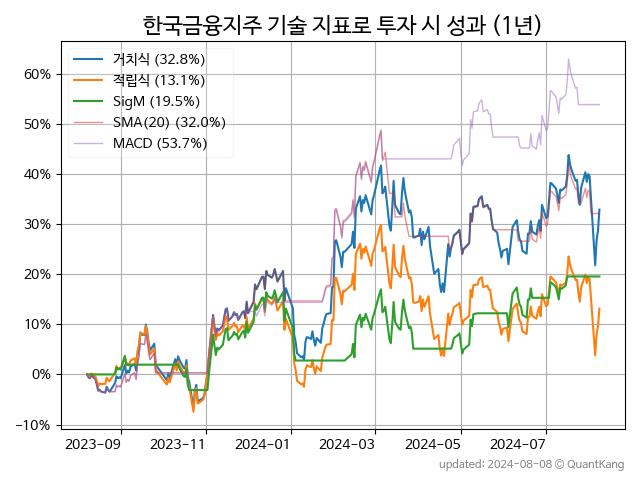 한국금융지주 기술 지표로 투자 시 성과 (1년)
거치식 (32.8%)
적립식 (13.1%)
SigM (19.5%)
SMA(20) (32.0%)
MACD (53.7%)
60%
50%
40%
30%
20%
10%
0%
−10%
2023-09
2023-11
2024-01
2024-03
2024-05
2024-07
updated: 2024-08-08 © QuantKang